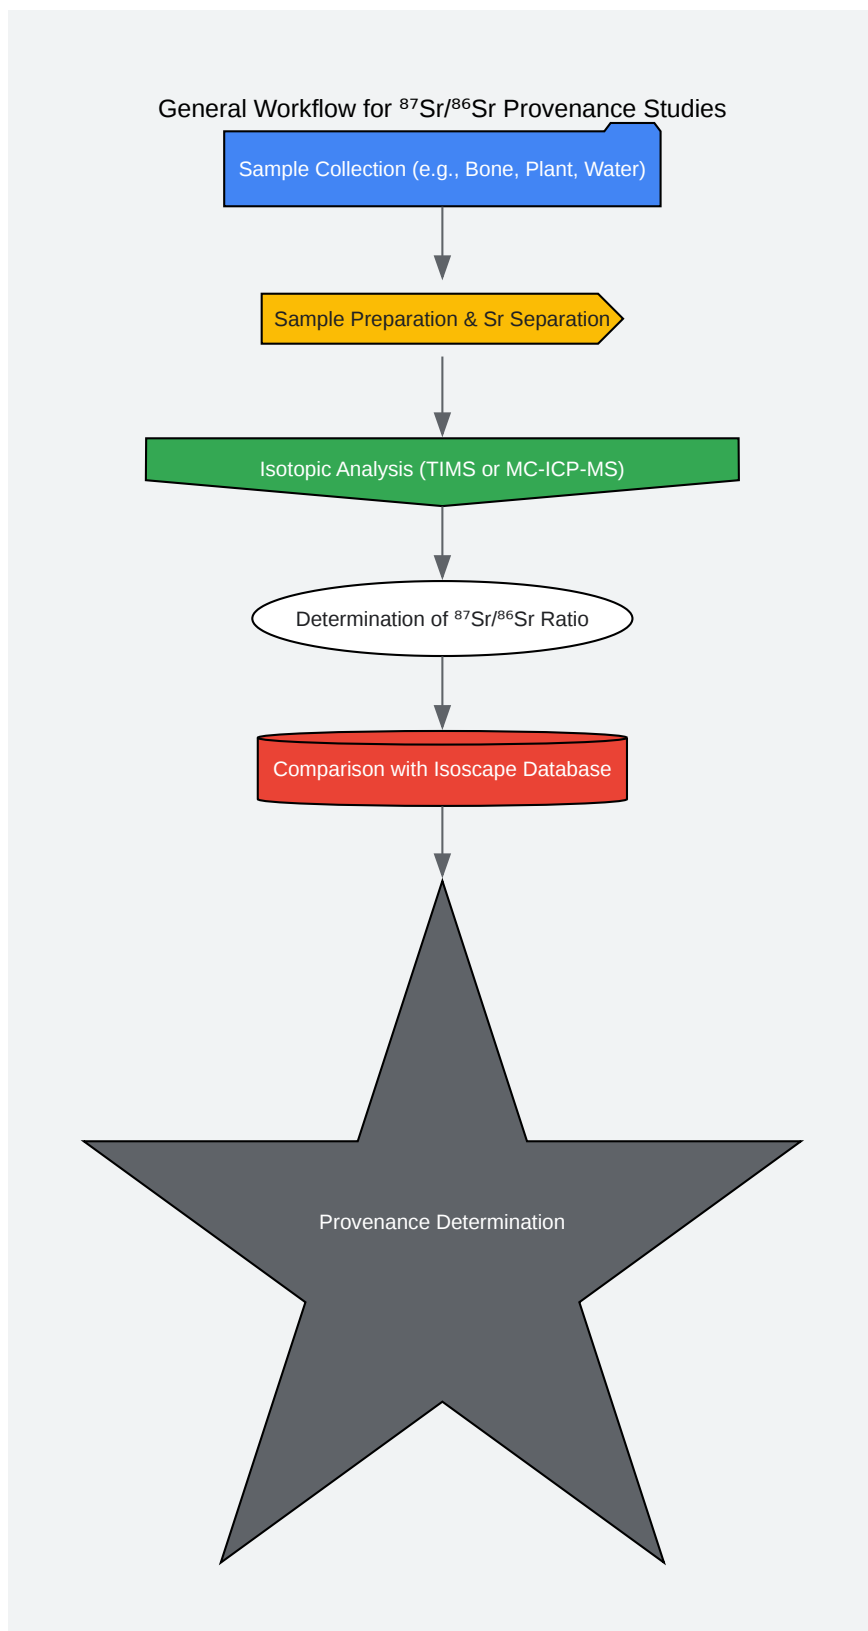 General Workflow for ⁸⁷Sr/⁸⁶Sr Provenance Studies
Sample Collection (e.g., Bone, Plant, Water)
Sample Preparation & Sr Separation
Isotopic Analysis (TIMS or MC-ICP-MS)
Determination of ⁸⁷Sr/⁸⁶Sr Ratio
Comparison with Isoscape Database
Provenance Determination